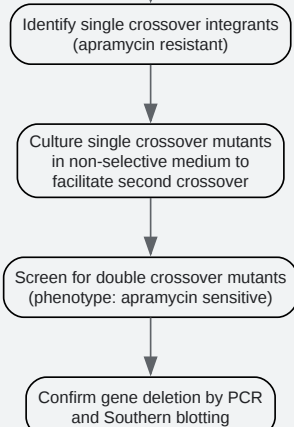 Identify single crossover integrants
(apramycin resistant)
Culture single crossover mutants
in non-selective medium to
facilitate second crossover
Screen for double crossover mutants
(phenotype: apramycin sensitive)
Confirm gene deletion by PCR
and Southern blotting